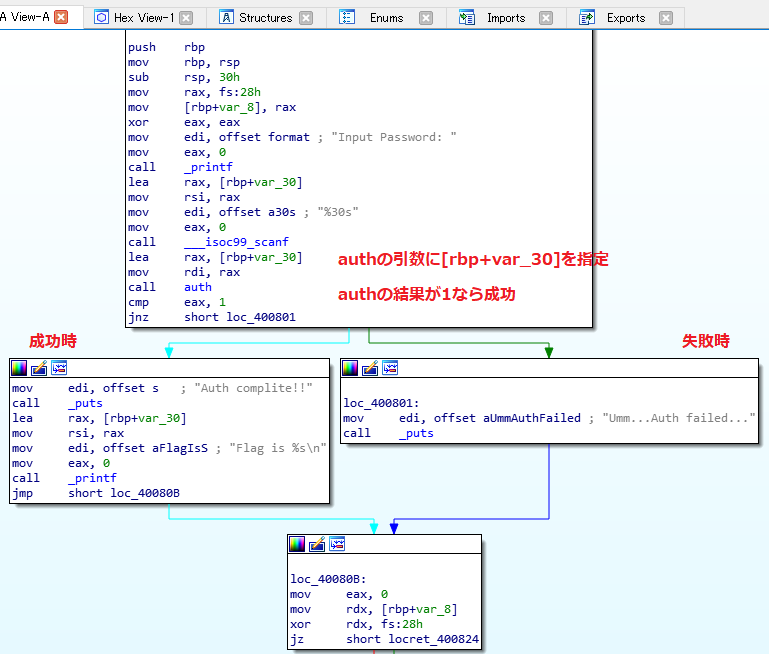 A View-A Hex View-1 Structures Enums Imports Exports
push rbp
mov rbp, rsp
sub rsp, 30h
mov rax, fs:28h
mov [rbp+var_8], rax
xor eax, eax
mov edi, offset format ; "Input Password: "
mov eax, 0
call _printf
lea rax, [rbp+var_30]
mov rsi, rax
mov edi, offset a30s ; "%30s"
mov eax, 0
call ___isoc99_scanf
lea rax, [rbp+var_30]
mov rdi, rax
call auth
cmp eax, 1
jnz short loc_400801
authの引数に[rbp+var_30]を指定
authの結果が1なら成功
成功時
失敗時
mov edi, offset s ; "Auth complite!!"
call _puts
lea rax, [rbp+var_30]
mov rsi, rax
mov edi, offset aFlagIsS ; "Flag is %s\n"
mov eax, 0
call _printf
jmp short loc_40080B
loc_400801:
mov edi, offset aUmmAuthFailed ; "Umm...Auth failed..."
call _puts
loc_40080B:
mov eax, 0
mov rdx, [rbp+var_8]
xor rdx, fs:28h
jz short locret_400824